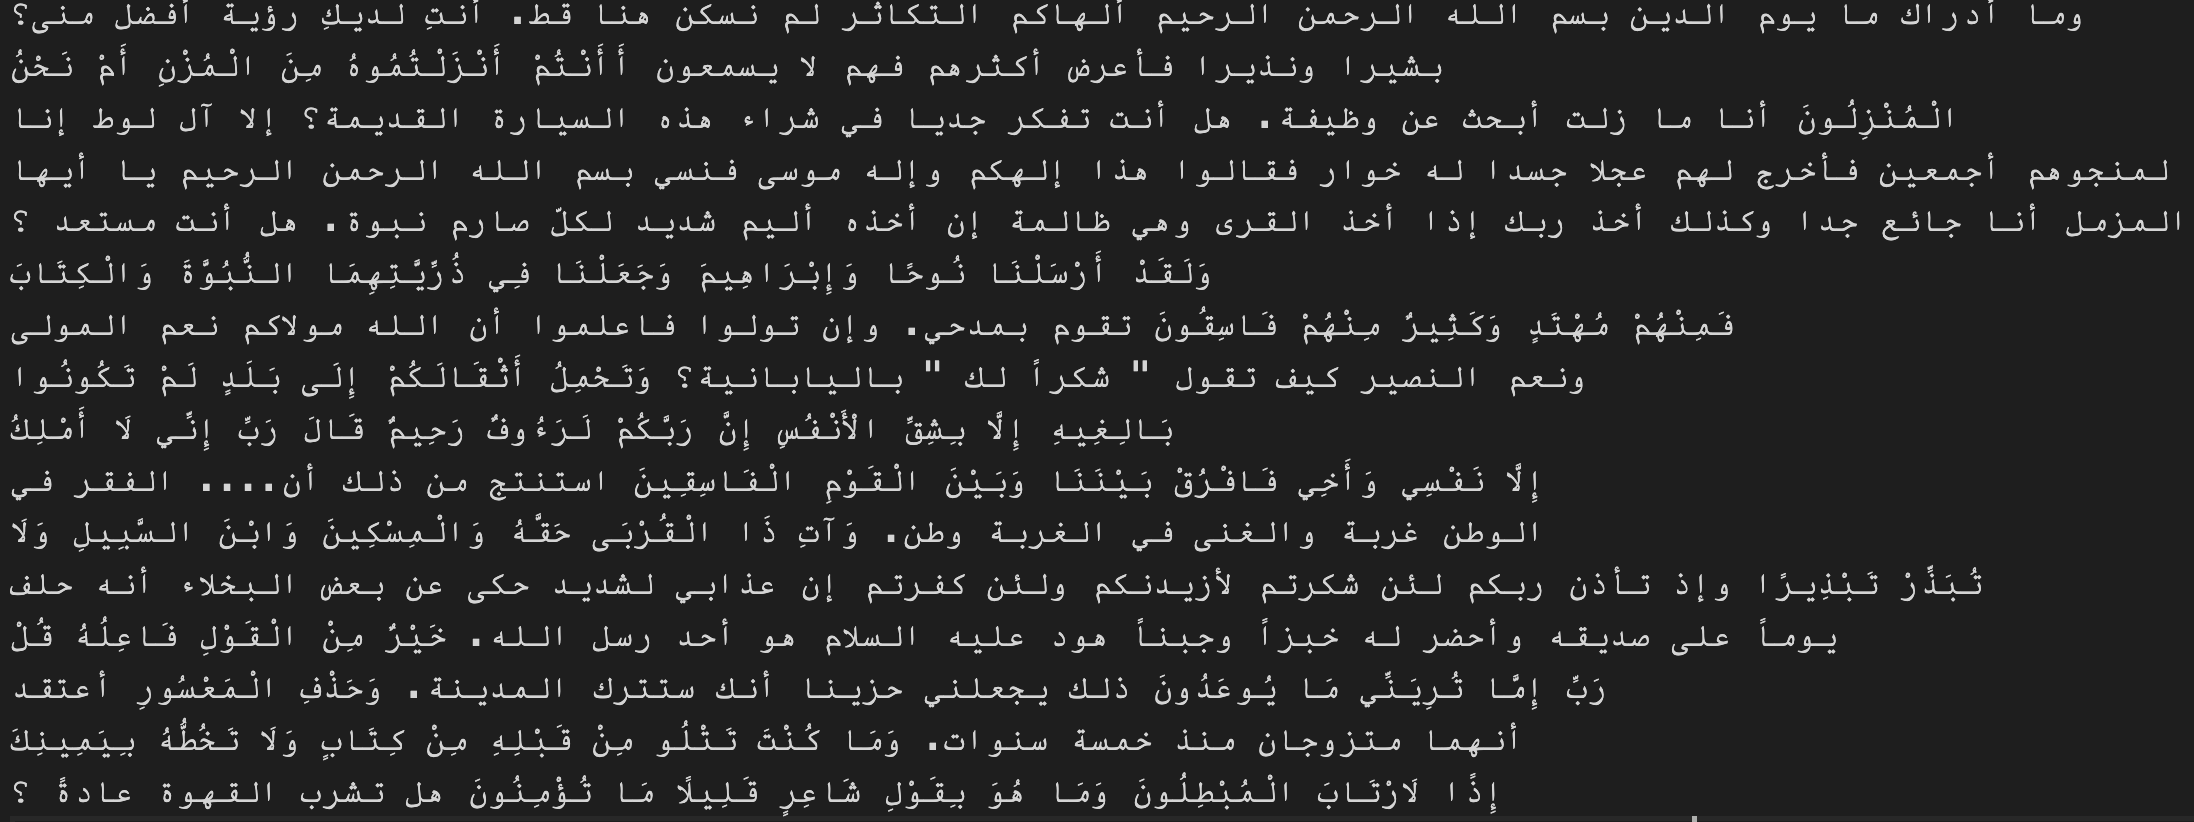 وما أدراك ما يوم الدين بسم الله الرحمن الرحيم ألهاكم التكاثر لم نسكن هنا قط. أنتِ لديكِ رؤية أفضل منى؟
بشيرا ونذيرا فأعرض أكثرهم فهم لا يسمعون أَأَنْتُمْ أَنْزَلْتُمُوهُ مِنَ الْمُزْنِ أَمْ نَحْنُ
الْمُنْزِلُونَ أنا ما زلت أبحث عن وظيفة. هل أنت تفكر جديا في شراء هذه السيارة القديمة؟ إلا آل لوط إنا
لمنجوهم أجمعين فأخرج لهم عجلا جسدا له خوار فقالوا هذا إلهكم وإله موسى فنسي بسم الله الرحمن الرحيم يا أيها
المزمل أنا جائع جدا وكذلك أخذ ربك إذا أخذ القرى وهي ظالمة إن أخذه أليم شديد لكلّ صارم نبوة. هل أنت مستعد ؟
وَلَقَدْ أَرْسَلْنَا نُوحًا وَإِبْرَاهِيمَ وَجَعَلْنَا فِي ذُرِّيَّتِهِمَا النُّبُوَّةَ وَالْكِتَابَ
فَمِنْهُمْ مُهْتَدٍ وَكَثِيرٌ مِنْهُمْ فَاسِقُونَ تقوم بمدحي. وإن تولوا فاعلموا أن الله مولاكم نعم المولى
ونعم النصير كيف تقول " شكراً لك " باليابانية؟ وَتَحْمِلُ أَثْقَالَكُمْ إِلَى بَلَدٍ لَمْ تَكُونُوا
بَالِغِيهِ إِلَّا بِشِقِّ الْأَنْفُسِ إِنَّ رَبَّكُمْ لَرَءُوفٌ رَحِيمٌ قَالَ رَبِّ إِنِّي لَا أَمْلِكُ
إِلَّا نَفْسِي وَأَخِي فَافْرُقْ بَيْنَنَا وَبَيْنَ الْقَوْمِ الْفَاسِقِينَ استنتج من ذلك أن.... الفقر في
الوطن غربة والغنى في الغربة وطن. وَآتِ ذَا الْقُرْبَى حَقَّهُ وَالْمِسْكِينَ وَابْنَ السَّبِيلِ وَلَا
تُبَذِّرْ تَبْذِيرًا وإذ تأذن ربكم لئن شكرتم لأزيدنكم ولئن كفرتم إن عذابي لشديد حكى عن بعض البخلاء أنه حلف
يوماً على صديقه وأحضر له خبزاً وجبناً هود عليه السلام هو أحد رسل الله. خَيْرٌ مِنْ الْقَوْلِ فَاعِلُهُ قُلْ
رَبِّ إِمَّا تُرِيَنِّي مَا يُوعَدُونَ ذلك يجعلني حزينا أنك ستترك المدينة. وَحَذْفِ الْمَعْسُورِ أعتقد
أنهما متزوجان منذ خمسة سنوات. وَمَا كُنْتَ تَتْلُو مِنْ قَبْلِهِ مِنْ كِتَابٍ وَلَا تَخُطُّهُ بِيَمِينِكَ
إِذًا لَارْتَابَ الْمُبْطِلُونَ وَمَا هُوَ بِقَوْلِ شَاعِرٍ قَلِيلًا مَا تُؤْمِنُونَ هل تشرب القهوة عادةً ؟